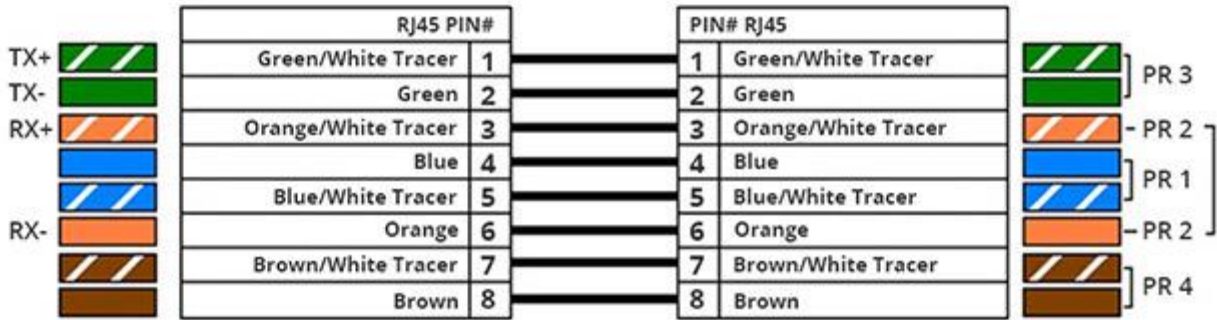 RJ45 PIN# PIN# RJ45
TX+ Green/White Tracer 1 1 Green/White Tracer
PR 3
TX- Green 2 2 Green
RX+ Orange/White Tracer 3 3 Orange/White Tracer PR 2
Blue 4 4 Blue
PR 1
Blue/White Tracer 5 5 Blue/White Tracer
RX- Orange 6 6 Orange PR 2
Brown/White Tracer 7 7 Brown/White Tracer
PR 4
Brown 8 8 Brown